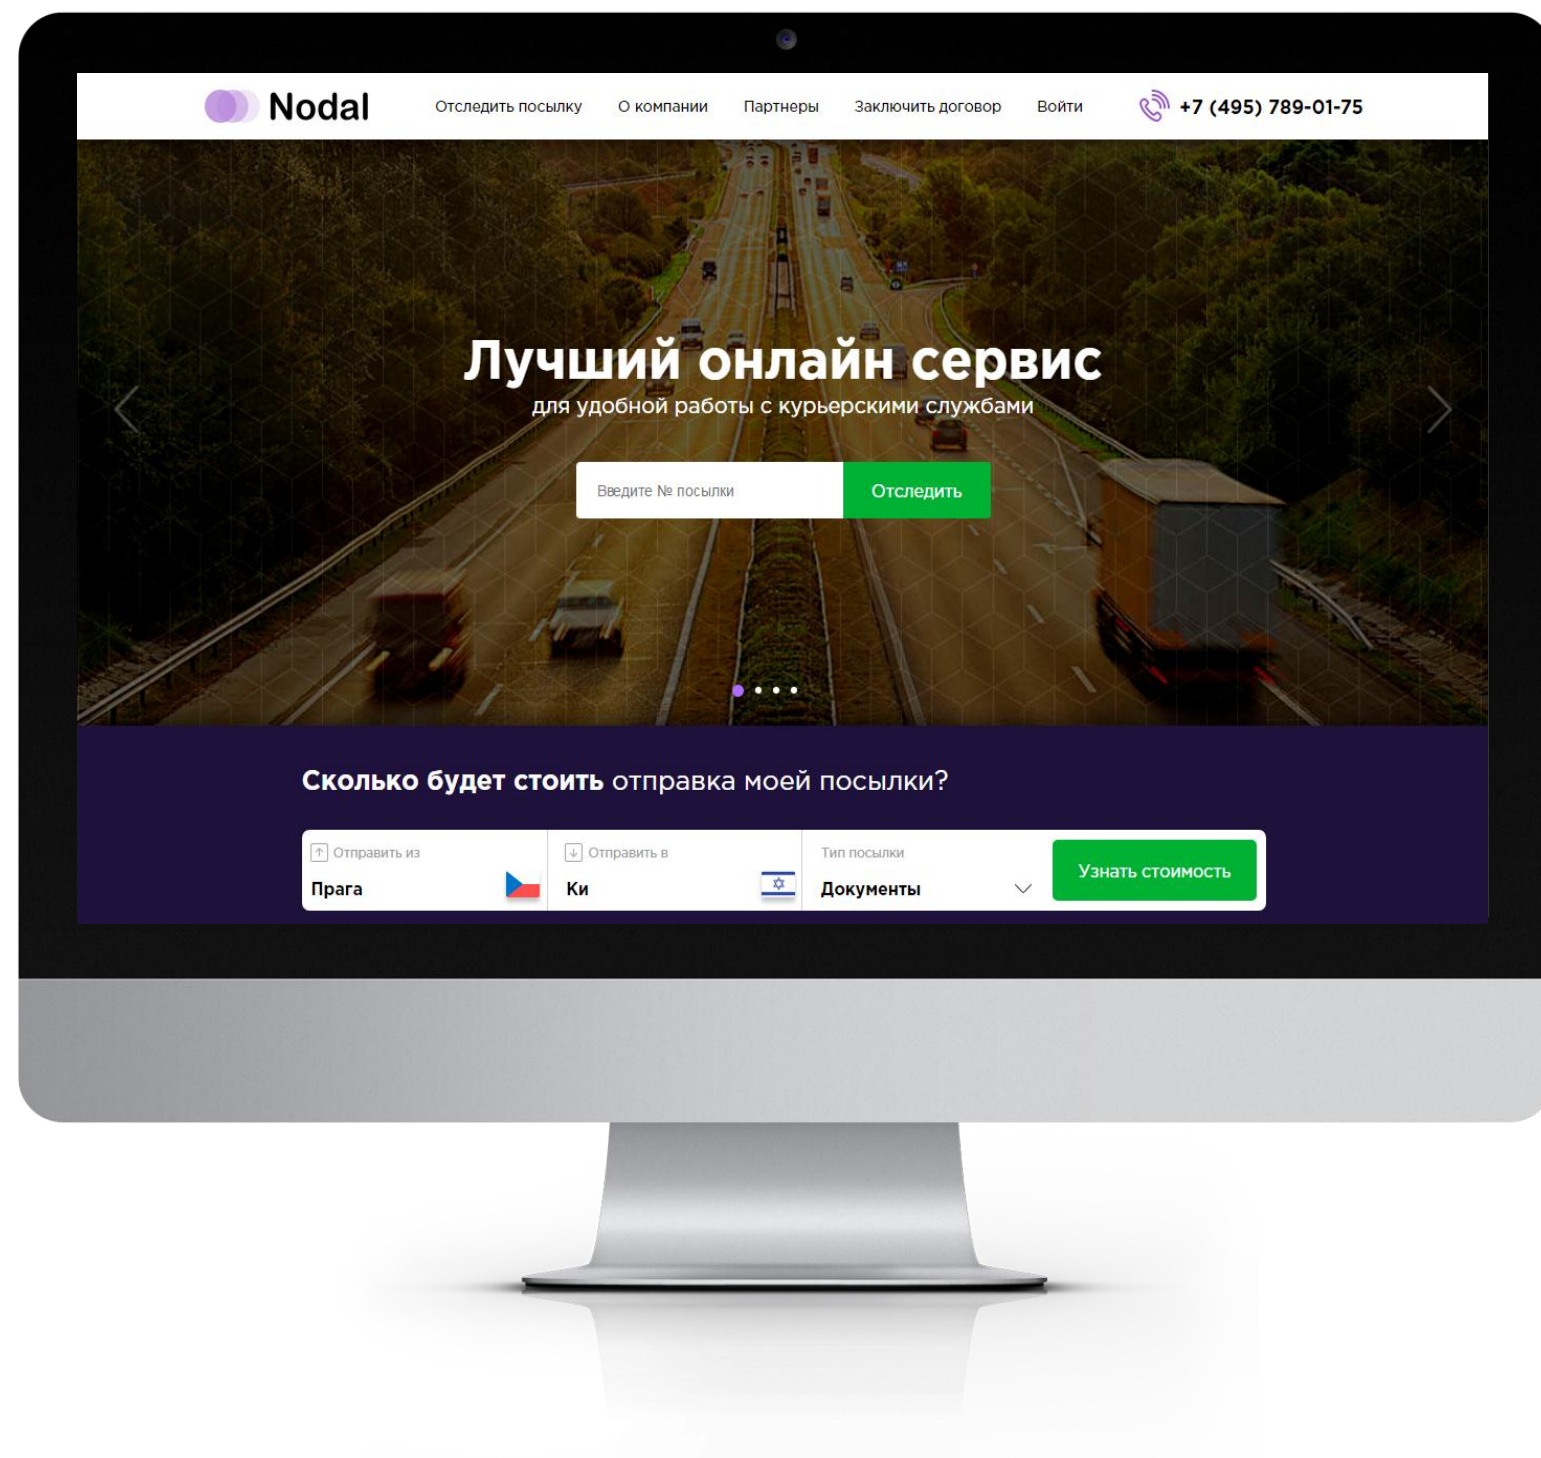 Nodal
Отследить посылку О компании Партнеры Заключить договор Войти +7 (495) 789-01-75
Лучший онлайн сервис
для удобной работы с курьерскими службами
Введите № посылки Отследить
Сколько будет стоить отправка моей посылки?
Отправить из Отправить в Тип посылки
Прага Ки Документы Узнать стоимость